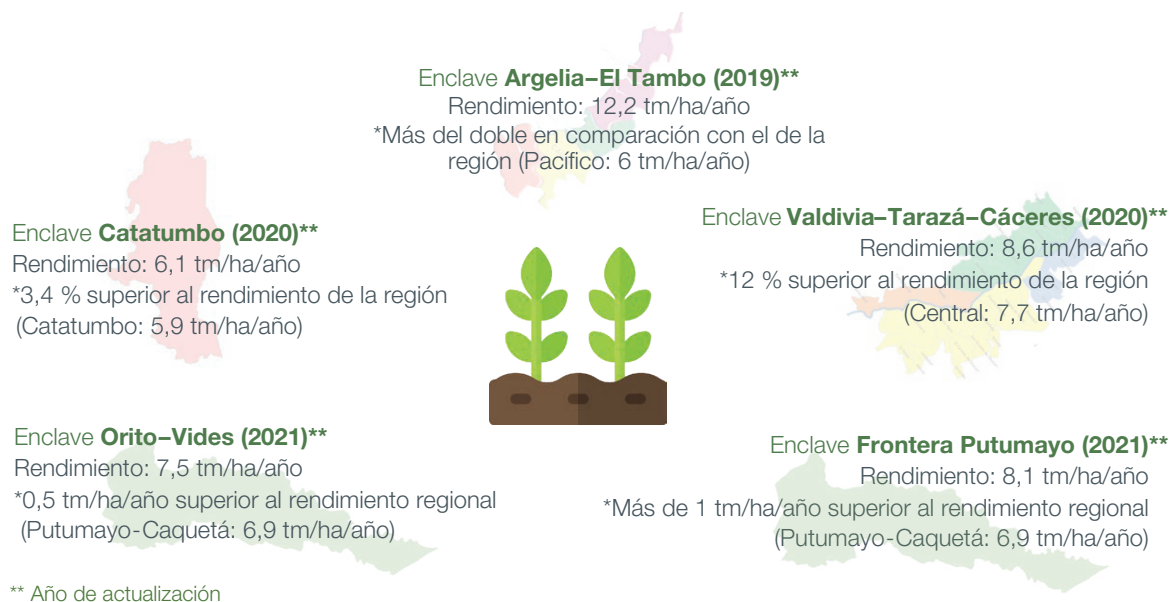 Enclave Argelia–El Tambo (2019)**
Rendimiento: 12,2 tm/ha/año
*Más del doble en comparación con el de la
región (Pacífico: 6 tm/ha/año)
Enclave Catatumbo (2020)**
Rendimiento: 6,1 tm/ha/año
*3,4 % superior al rendimiento de la región
(Catatumbo: 5,9 tm/ha/año)
Enclave Valdivia–Tarazá–Cáceres (2020)**
Rendimiento: 8,6 tm/ha/año
*12 % superior al rendimiento de la región
(Central: 7,7 tm/ha/año)
Enclave Orito–Vides (2021)**
Rendimiento: 7,5 tm/ha/año
*0,5 tm/ha/año superior al rendimiento regional
(Putumayo-Caquetá: 6,9 tm/ha/año)
Enclave Frontera Putumayo (2021)**
Rendimiento: 8,1 tm/ha/año
*Más de 1 tm/ha/año superior al rendimiento regional
(Putumayo-Caquetá: 6,9 tm/ha/año)
** Año de actualización